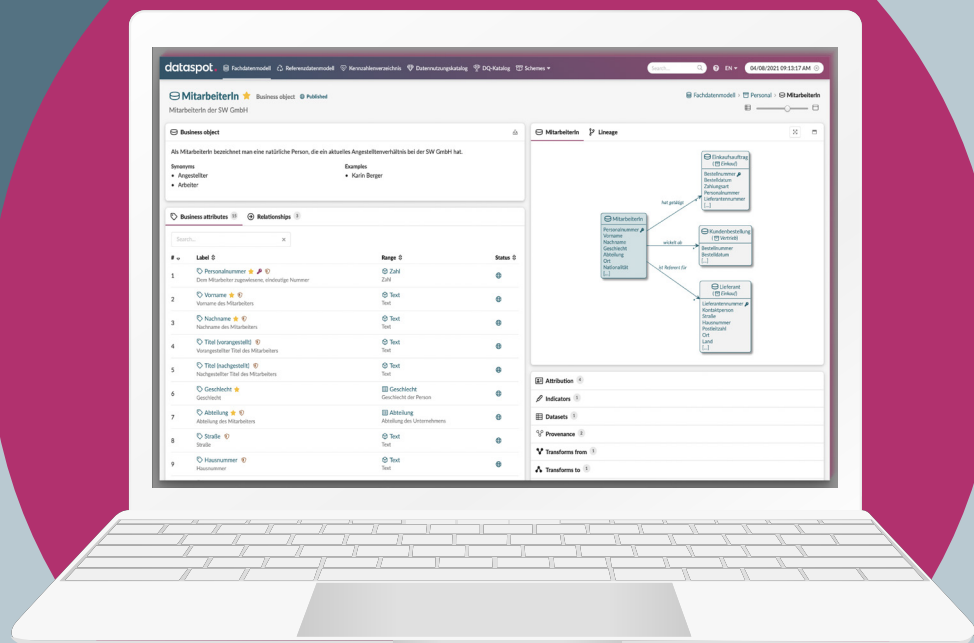 dataspot.
Fachdatenmodell Referenzdatenmodell Kennzahlenverzeichnis Datennutzungskatalog DQ-Katalog Schemes Search... EN 04/08/2021 09:13:17 AM
MitarbeiterIn Business object Published
Fachdatenmodell › Personal › MitarbeiterIn
MitarbeiterIn der SW GmbH
Business object
Als MitarbeiterIn bezeichnet man eine natürliche Person, die ein aktuelles Angestelltenverhältnis bei der SW GmbH hat.
Synonyms
• Angestellter
• Arbeiter
Examples
• Karin Berger
Business attributes Relationships
Search...
# Label Range Status
1 Personalnummer Zahl
Dem Mitarbeiter zugewiesene, eindeutige Nummer Zahl
2 Vorname Text
Vorname des Mitarbeiters Text
3 Nachname Text
Nachname des Mitarbeiters Text
4 Titel (vorangestellt) Text
Vorangestellter Titel des Mitarbeiters Text
5 Titel (nachgestellt) Text
Nachgestellter Titel des Mitarbeiters Text
6 Geschlecht Geschlecht
Geschlecht Geschlecht der Person
7 Abteilung Abteilung
Abteilung des Mitarbeiters Abteilung des Unternehmens
8 Straße Text
Straße Text
9 Hausnummer Text
Hausnummer Text
MitarbeiterIn Lineage
MitarbeiterIn
Personalnummer
Vorname
Nachname
Geschlecht
Abteilung
Ort
Nationalität
[...]
hat getätigt
wickelt ab
ist Referent für
Einkaufsauftrag
(Einkauf)
Bestellnummer
Bestelldatum
Zahlungsart
Personalnummer
Lieferantennummer
[...]
Kundenbestellung
(Vertrieb)
Bestellnummer
Bestelldatum
[...]
Lieferant
(Einkauf)
Lieferantennummer
Kontaktperson
Straße
Hausnummer
Postleitzahl
Ort
Land
[...]
Attribution
Indicators
Datasets
Provenance
Transforms from
Transforms to